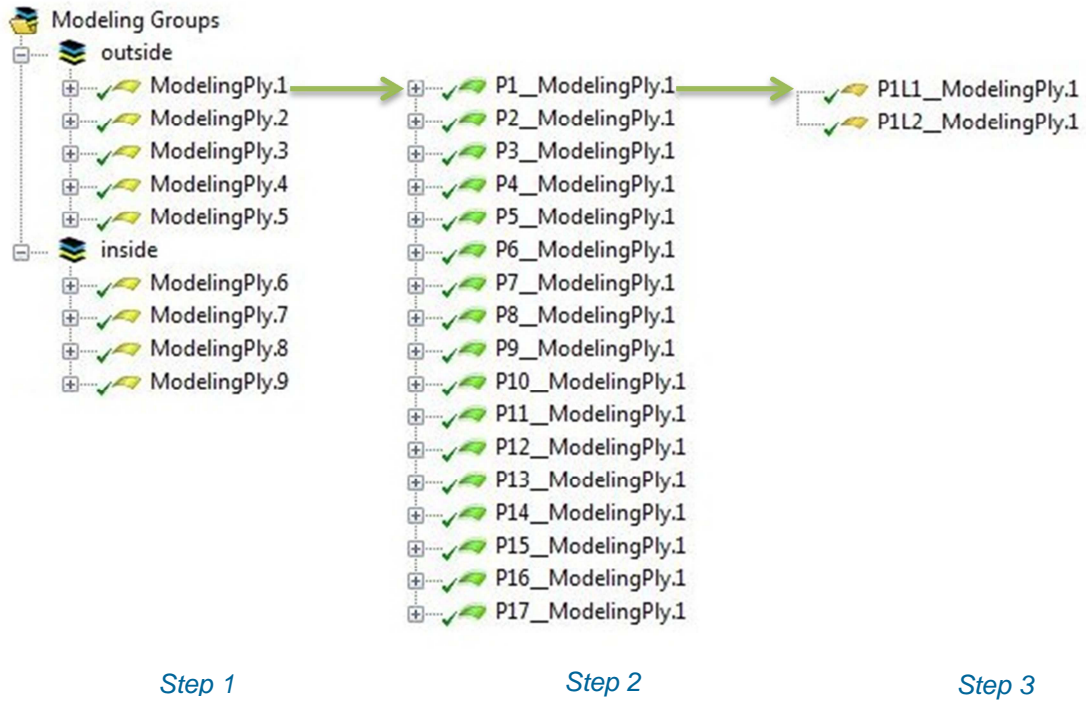 Modeling Groups
outside
ModelingPly.1
ModelingPly.2
ModelingPly.3
ModelingPly.4
ModelingPly.5
inside
ModelingPly.6
ModelingPly.7
ModelingPly.8
ModelingPly.9
Step 1
P1__ModelingPly.1
P2__ModelingPly.1
P3__ModelingPly.1
P4__ModelingPly.1
P5__ModelingPly.1
P6__ModelingPly.1
P7__ModelingPly.1
P8__ModelingPly.1
P9__ModelingPly.1
P10__ModelingPly.1
P11__ModelingPly.1
P12__ModelingPly.1
P13__ModelingPly.1
P14__ModelingPly.1
P15__ModelingPly.1
P16__ModelingPly.1
P17__ModelingPly.1
Step 2
P1L1__ModelingPly.1
P1L2__ModelingPly.1
Step 3